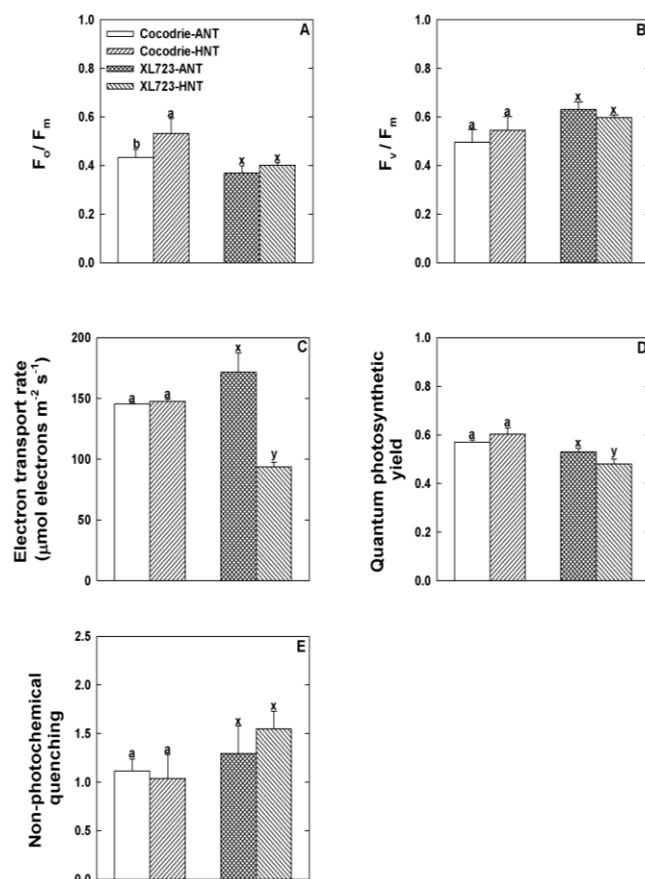 A
Cocodrie-ANT
Cocodrie-HNT
XL723-ANT
XL723-HNT
1.0
0.8
0.6
0.4
0.2
0.0
Fo/ Fm
b
a
x
x
B
1.0
0.8
0.6
0.4
0.2
0.0
Fv / Fm
a
a
x
x
C
200
150
100
50
0
Electron transport rate
(μmol electrons m⁻² s⁻¹)
a
a
x
y
D
1.0
0.8
0.6
0.4
0.2
0.0
Quantum photosynthetic
yield
a
a
x
y
E
2.5
2.0
1.5
1.0
0.5
0.0
Non-photochemical
quenching
a
a
x
x